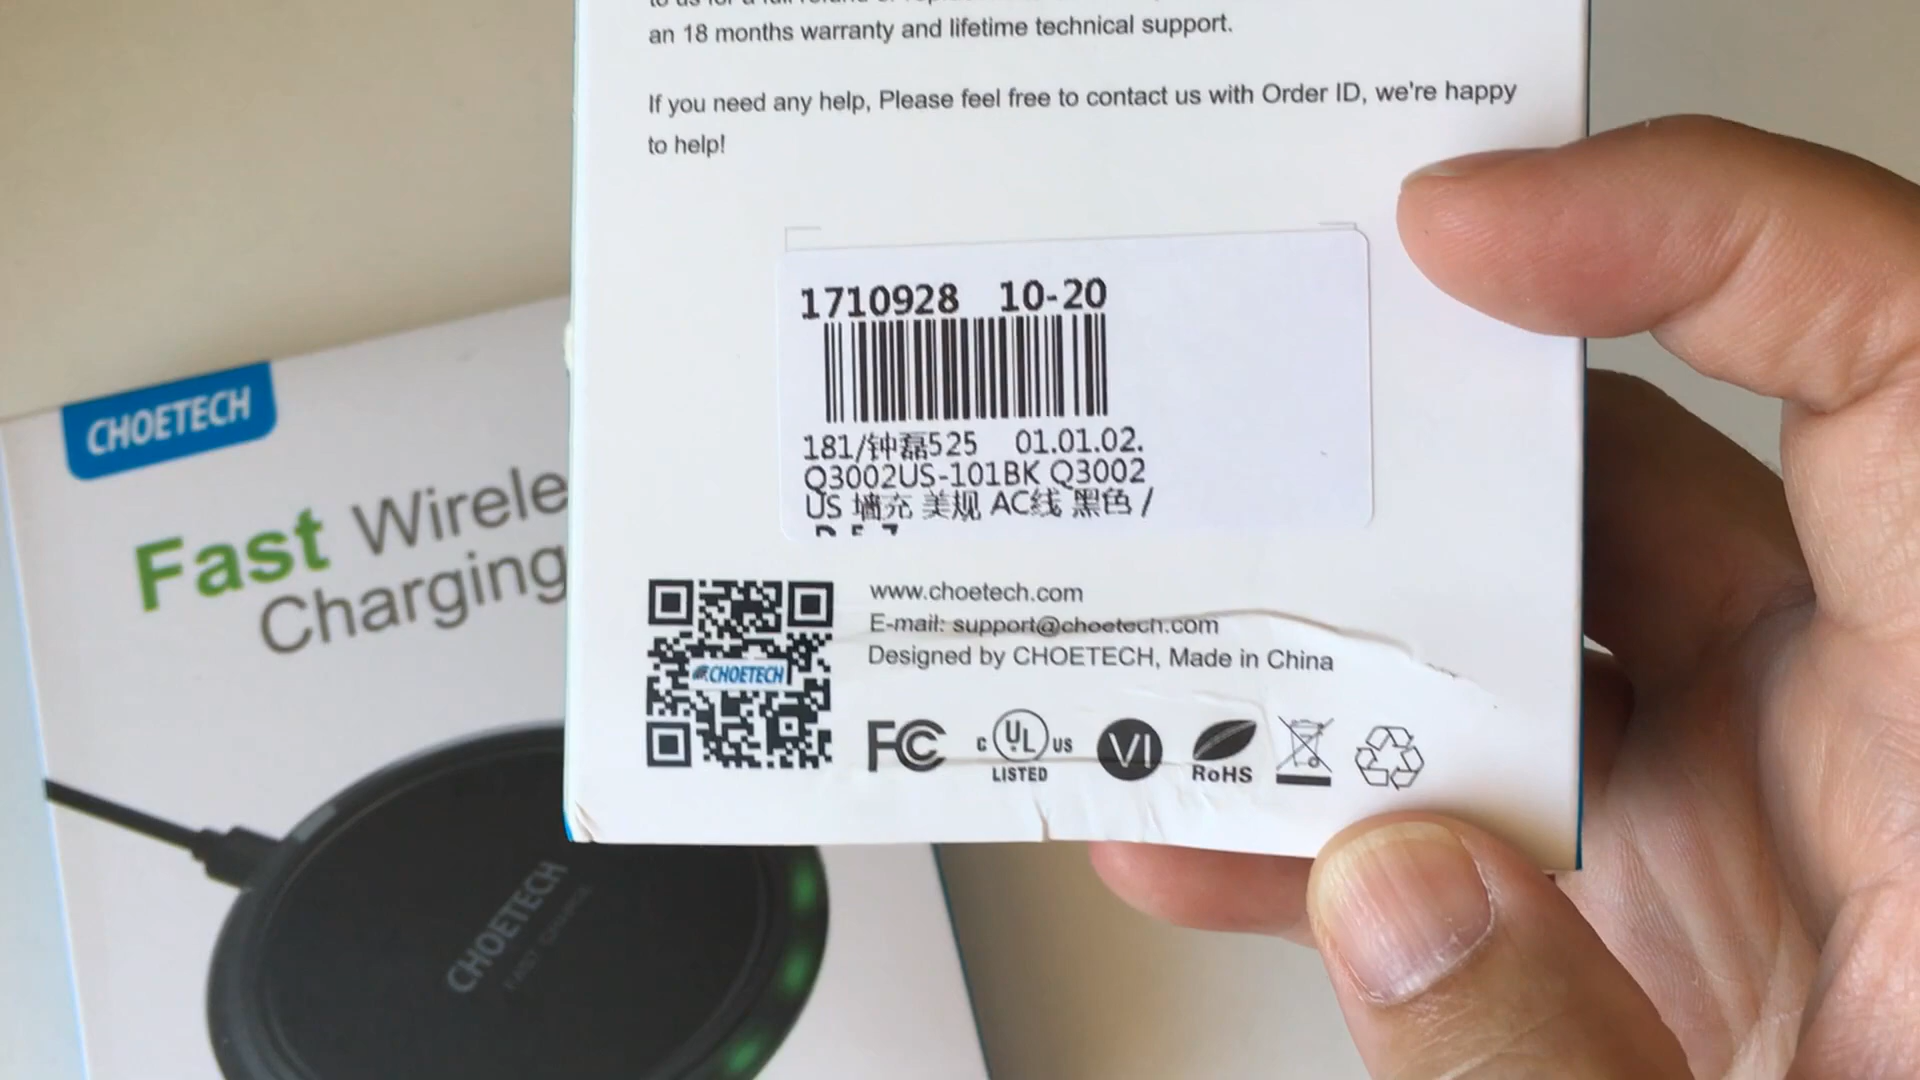 an 18 months warranty and lifetime technical support.
If you need any help, Please feel free to contact us with Order ID, we're happy
to help!
1710928 10-20
181/钟磊525 01.01.02.
Q3002US-101BK Q3002
US 墙充 美规 AC线 黑色 /
CHOETECH
www.choetech.com
E-mail: support@choetech.com
Designed by CHOETECH, Made in China
FC
C UL US
LISTED
VI
RoHS
CHOETECH
Fast Wirele
Charging
CHOETECH
FAST CHARGE